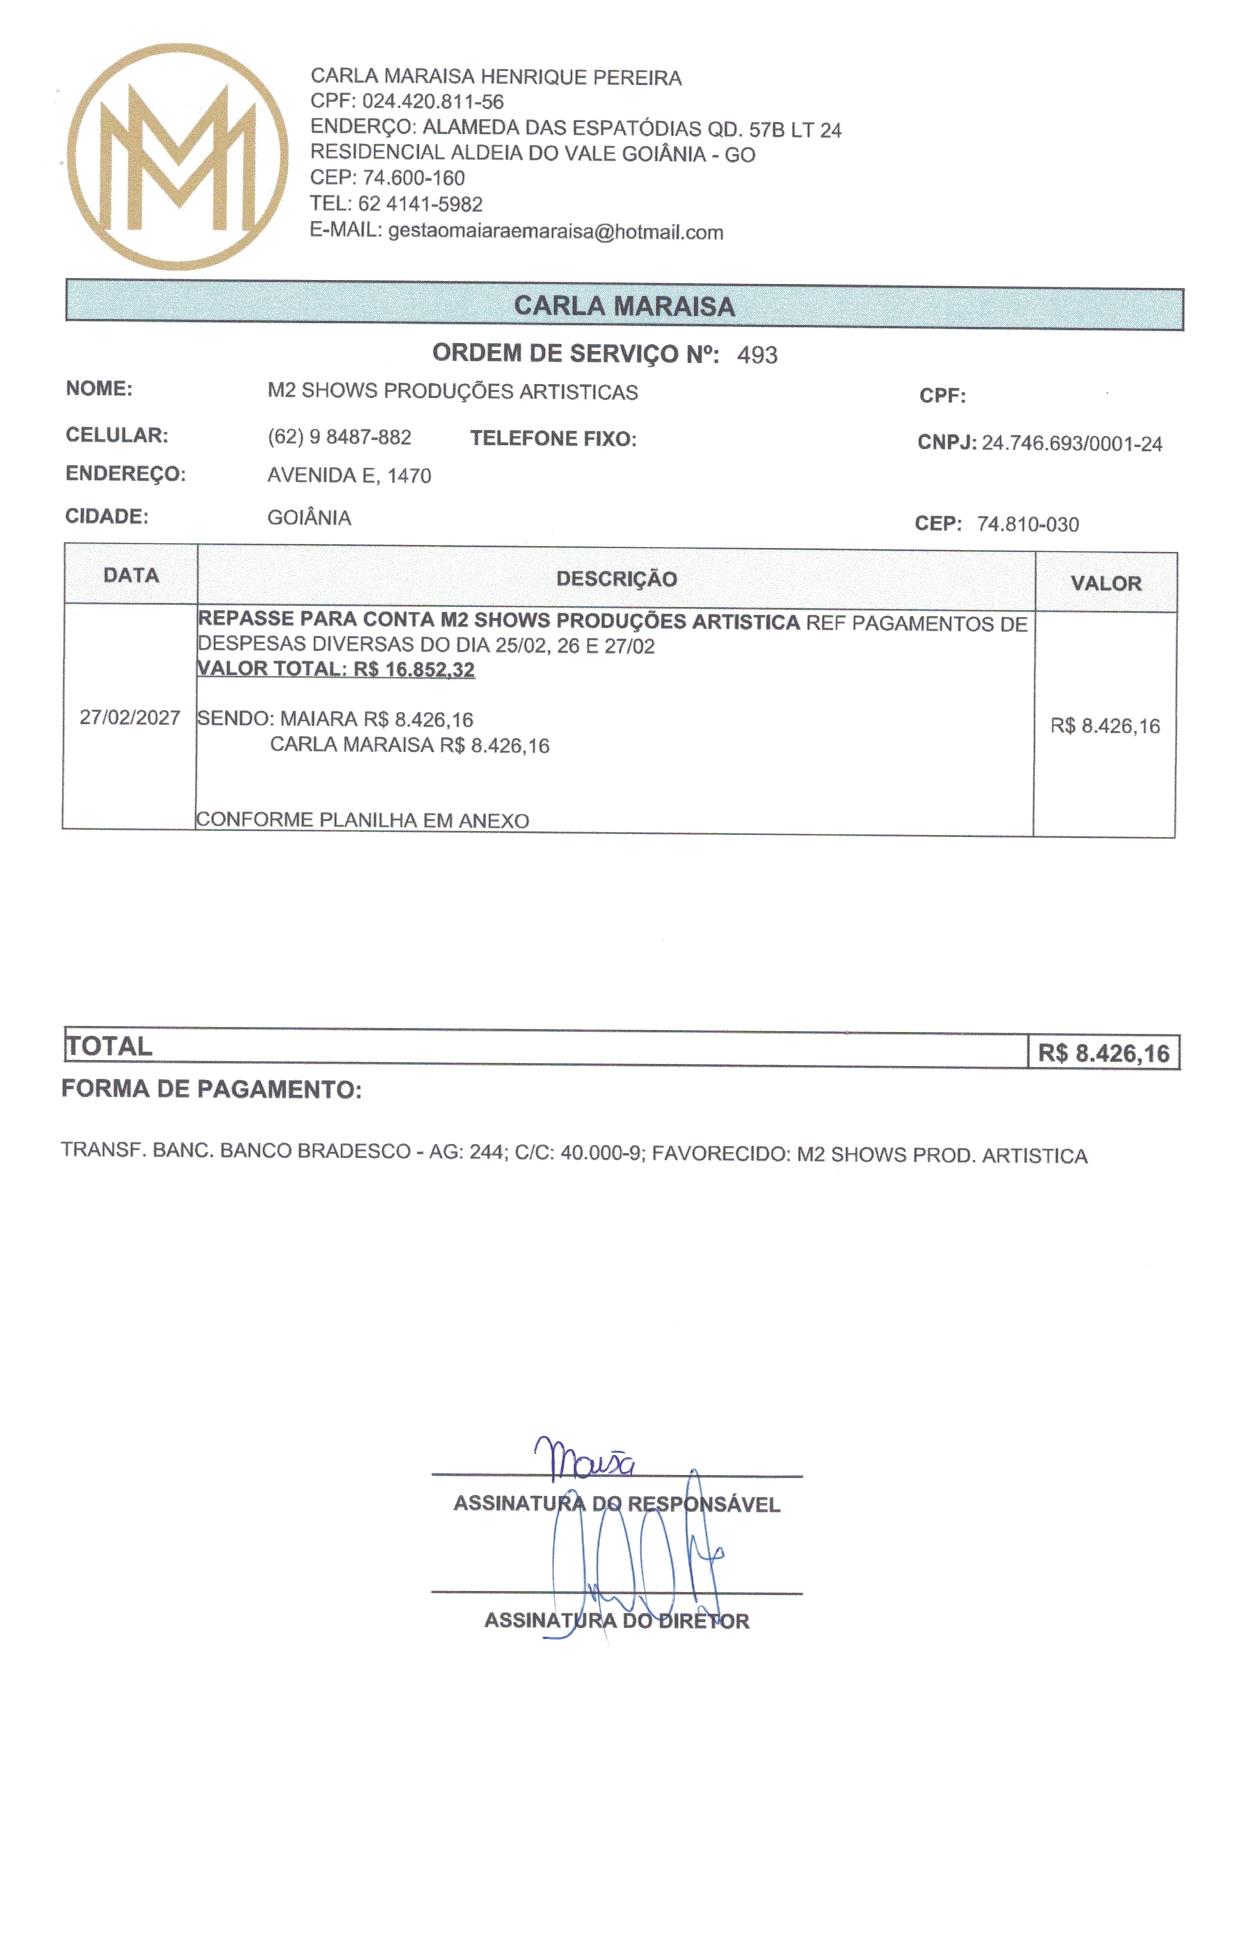 MM
CARLA MARAISA HENRIQUE PEREIRA
CPF: 024.420.811-56
ENDERÇO: ALAMEDA DAS ESPATÓDIAS QD. 57B LT 24
RESIDENCIAL ALDEIA DO VALE GOIÂNIA - GO
CEP: 74.600-160
TEL: 62 4141-5982
E-MAIL: gestaomaiaraemaraisa@hotmail.com
CARLA MARAISA
ORDEM DE SERVIÇO Nº: 493
NOME: M2 SHOWS PRODUÇÕES ARTISTICAS CPF:
CELULAR: (62) 9 8487-882 TELEFONE FIXO: CNPJ: 24.746.693/0001-24
ENDEREÇO: AVENIDA E, 1470
CIDADE: GOIÂNIA CEP: 74.810-030
DATA DESCRIÇÃO VALOR
REPASSE PARA CONTA M2 SHOWS PRODUÇÕES ARTISTICA REF PAGAMENTOS DE
DESPESAS DIVERSAS DO DIA 25/02, 26 E 27/02
VALOR TOTAL: R$ 16.852,32
27/02/2027 SENDO: MAIARA R$ 8.426,16 R$ 8.426,16
CARLA MARAISA R$ 8.426,16
CONFORME PLANILHA EM ANEXO
TOTAL R$ 8.426,16
FORMA DE PAGAMENTO:
TRANSF. BANC. BANCO BRADESCO - AG: 244; C/C: 40.000-9; FAVORECIDO: M2 SHOWS PROD. ARTISTICA
ASSINATURA DO RESPONSÁVEL
ASSINATURA DO DIRETOR